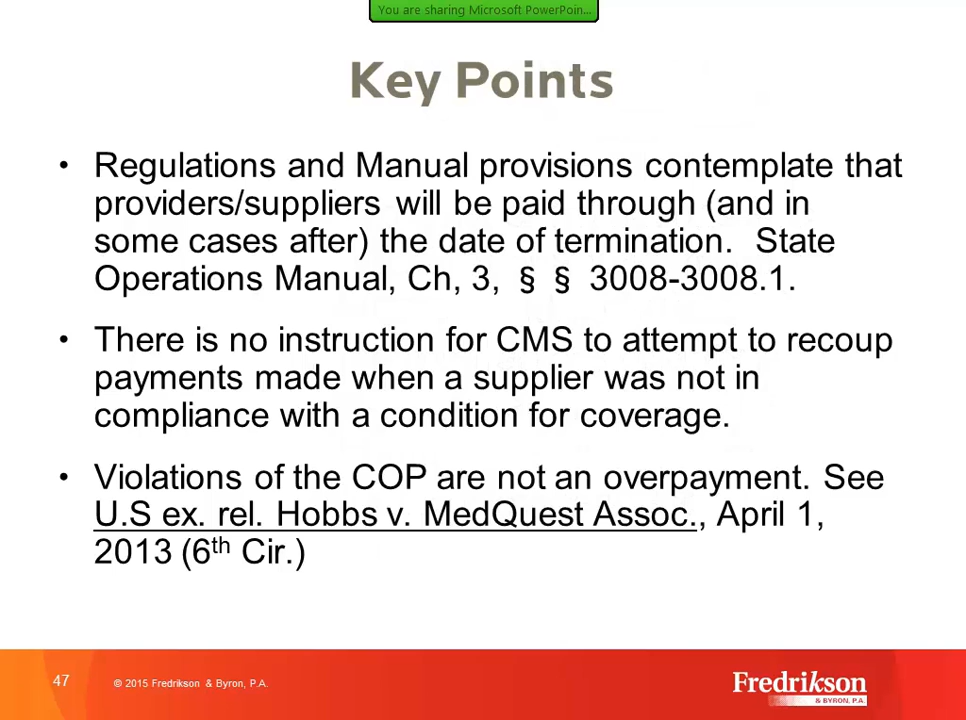 You are sharing Microsoft PowerPoin...
Key Points
• Regulations and Manual provisions contemplate that
providers/suppliers will be paid through (and in
some cases after) the date of termination. State
Operations Manual, Ch, 3, § § 3008-3008.1.
• There is no instruction for CMS to attempt to recoup
payments made when a supplier was not in
compliance with a condition for coverage.
• Violations of the COP are not an overpayment. See
U.S ex. rel. Hobbs v. MedQuest Assoc., April 1,
2013 (6th Cir.)
47 © 2015 Fredrikson & Byron, P.A.
Fredrikson
& BYRON, P.A.